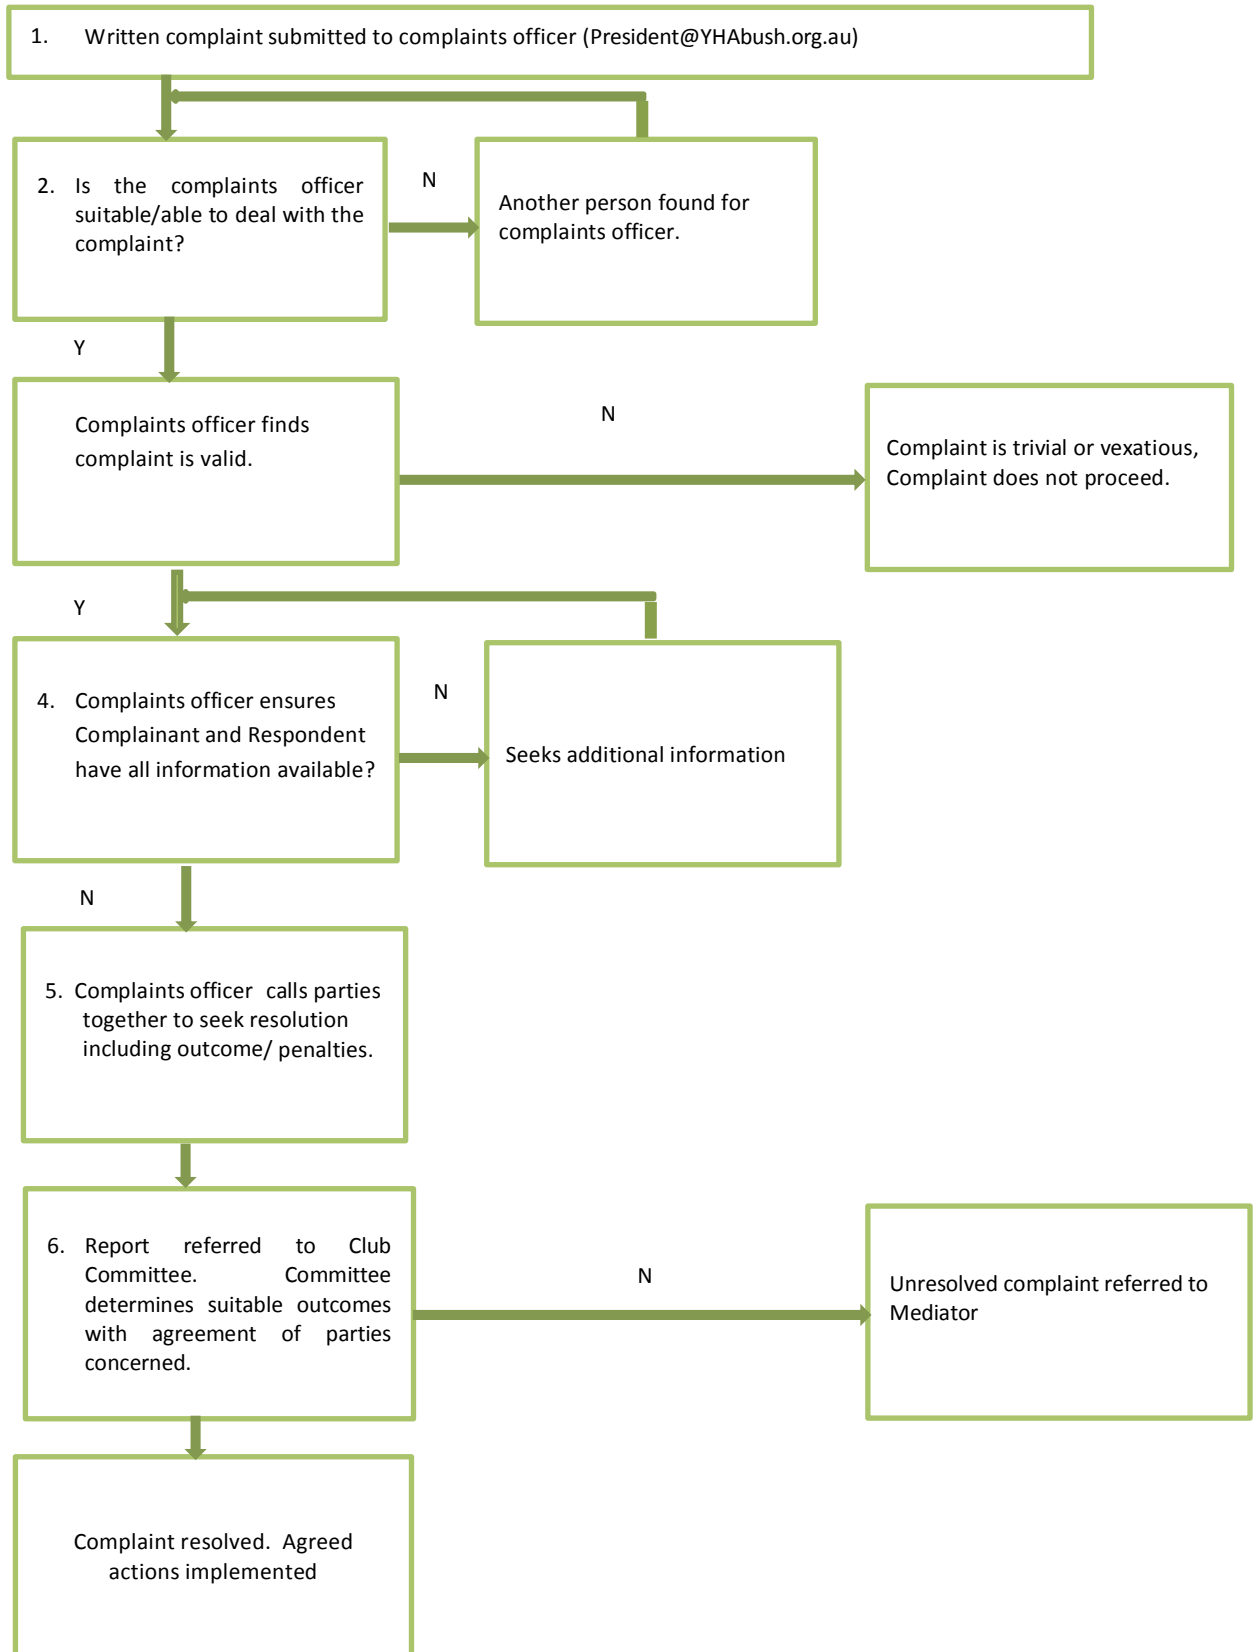 1. Written complaint submitted to complaints officer (President@YHAbush.org.au)
2. Is the complaints officer
suitable/able to deal with the
complaint?
N
Another person found for
complaints officer.
Y
Complaints officer finds
complaint is valid.
N
Complaint is trivial or vexatious,
Complaint does not proceed.
Y
4. Complaints officer ensures
Complainant and Respondent
have all information available?
N
Seeks additional information
N
5. Complaints officer calls parties
together to seek resolution
including outcome/ penalties.
6. Report referred to Club
Committee. Committee
determines suitable outcomes
with agreement of parties
concerned.
N
Unresolved complaint referred to
Mediator
Complaint resolved. Agreed
actions implemented